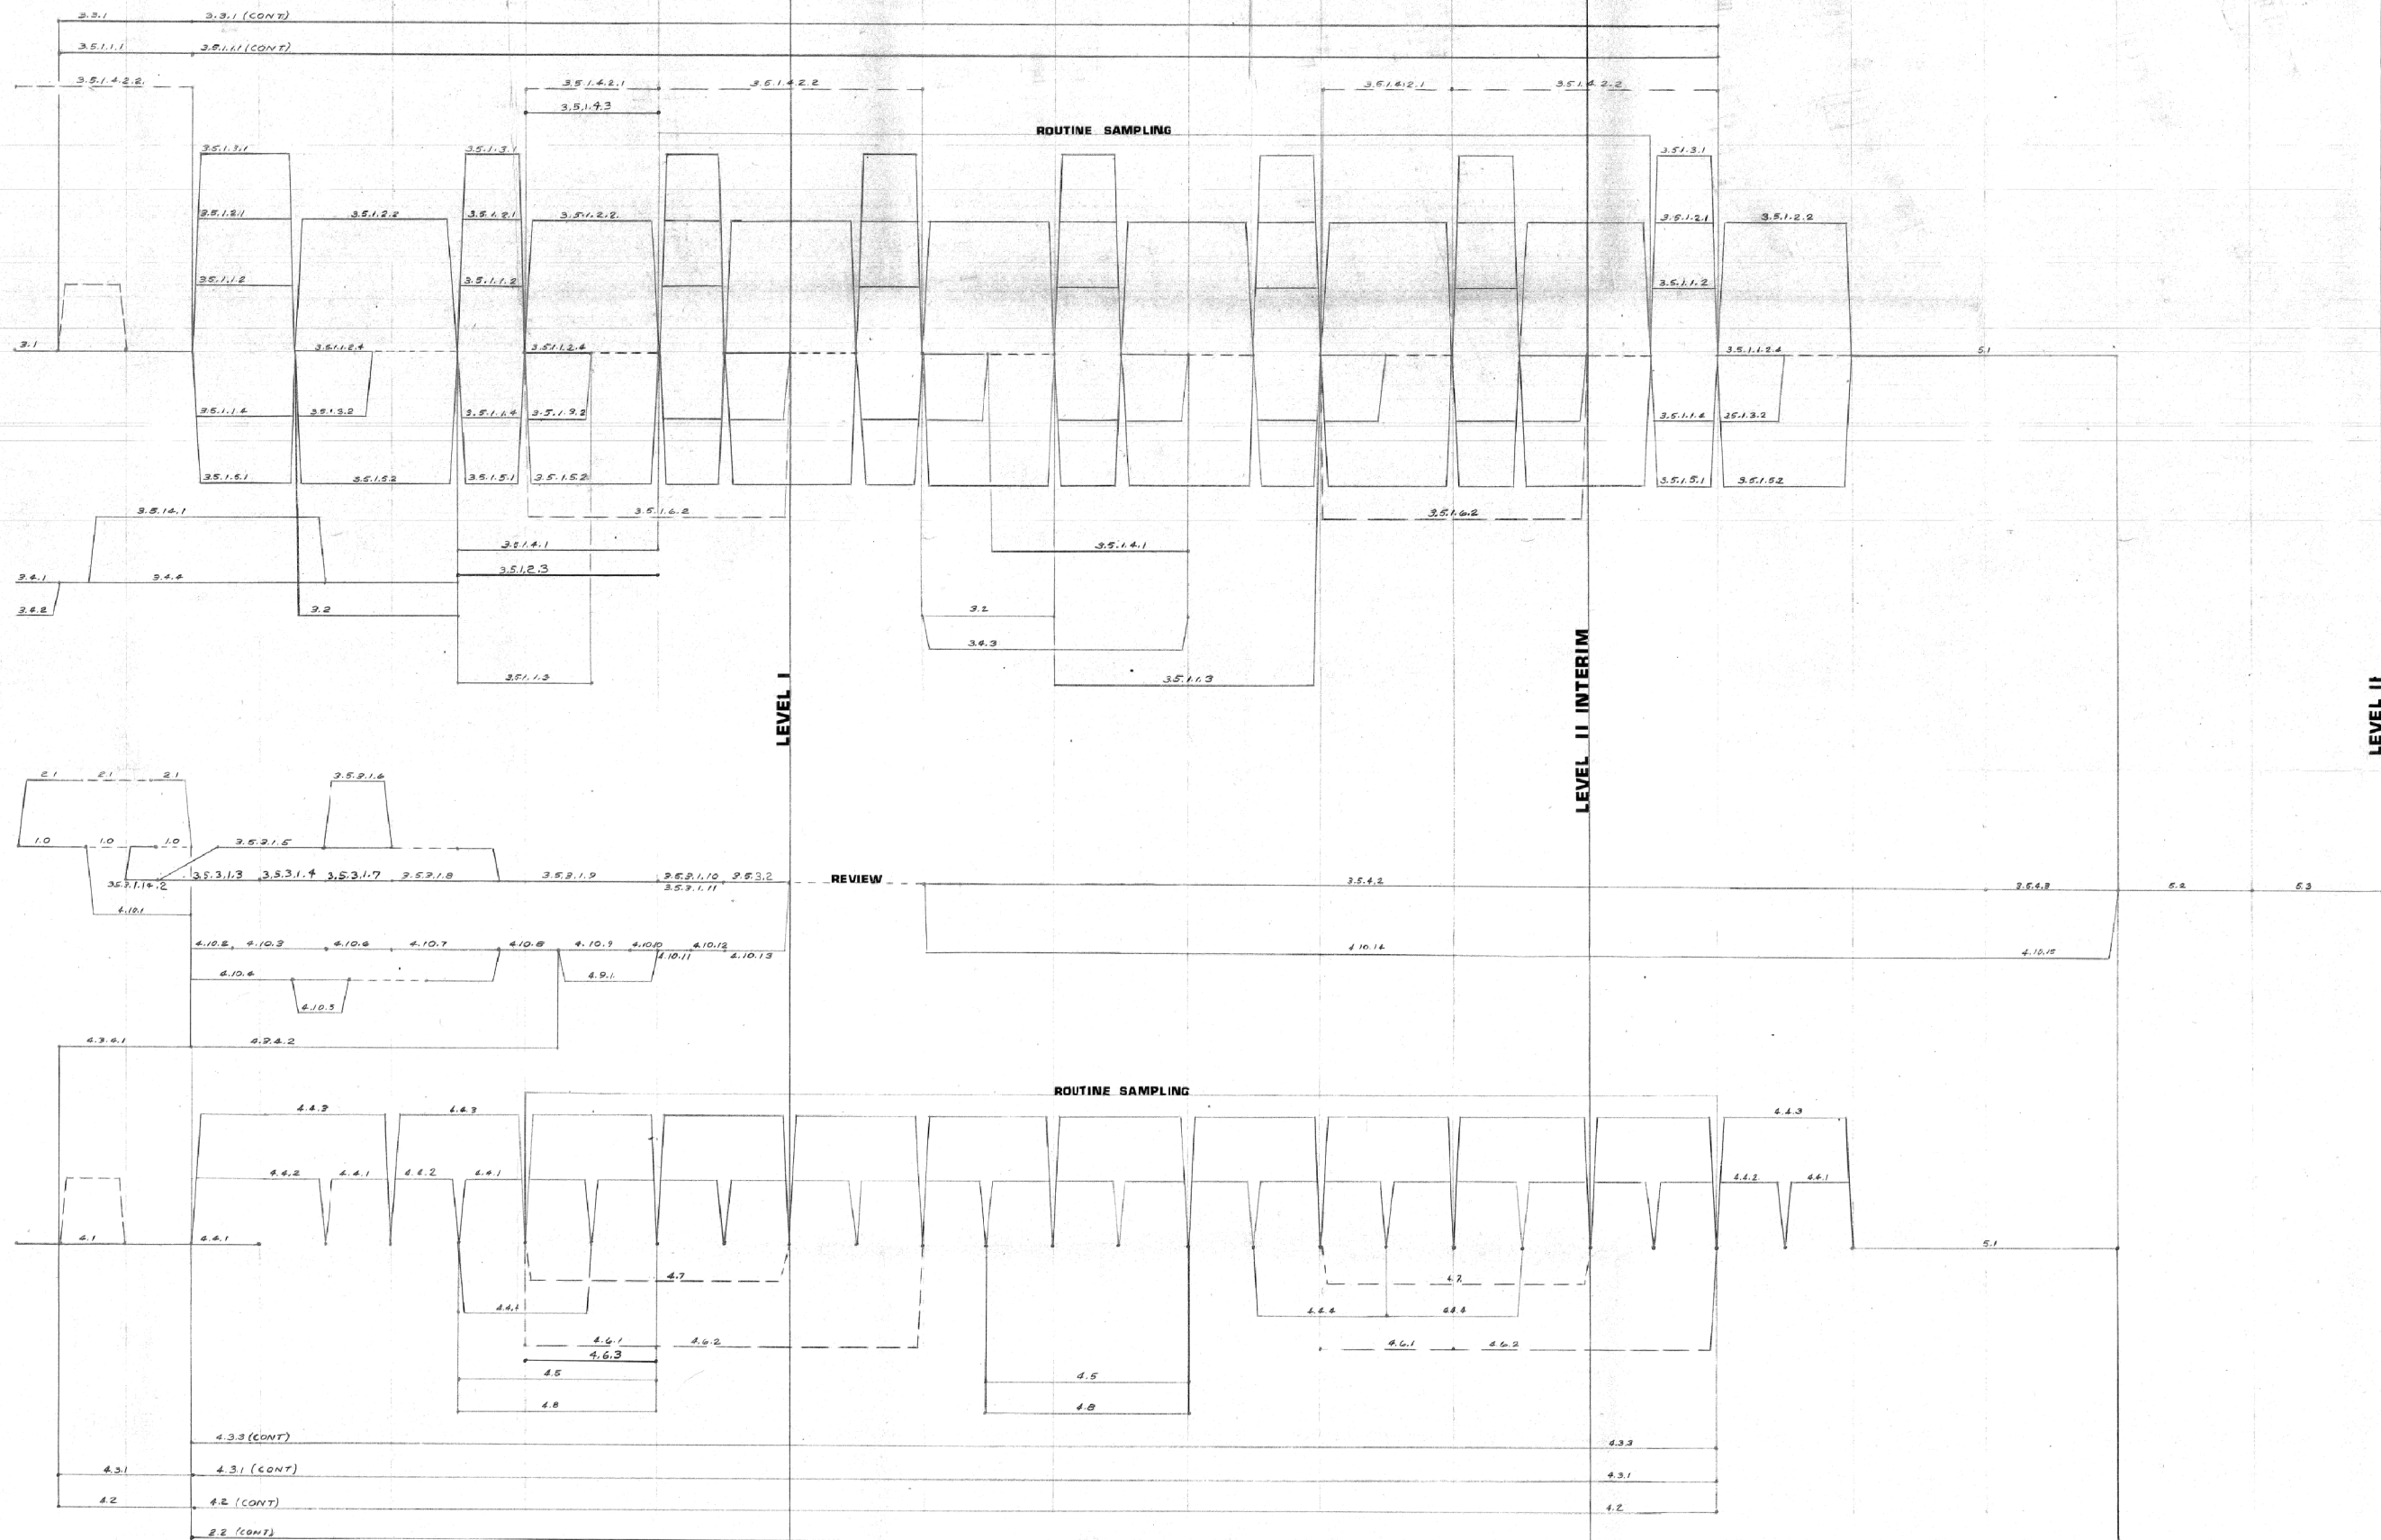 3.3.1 3.3.1 (CONT)
3.5.1.1.1 3.5.1.1.1 (CONT)
3.5.1.4.2.2. 3.5.1.4.2.1 3.5.1.4.2.2 3.5.1.4.2.1 3.5.1.4.2.2
3.5.1.4.3
ROUTINE SAMPLING
3.5.1.3.1 3.5.1.3.1 3.5.1.3.1
3.5.1.2.1 3.5.1.2.2 3.5.1.2.1 3.5.1.2.2. 3.5.1.2.1 3.5.1.2.2
3.5.1.1.2 3.5.1.1.2 3.5.1.1.2
3.1 3.5.1.1.2.4 3.5.1.1.2.4 3.5.1.1.2.4 5.1
3.5.1.1.4 3.5.1.3.2 3.5.1.1.4 3.5.1.3.2 3.5.1.1.4 3.5.1.3.2
3.5.1.5.1 3.5.1.5.2 3.5.1.5.1 3.5.1.5.2 3.5.1.5.1 3.5.1.5.2
3.5.14.1 3.5.1.6.2 3.5.1.6.2
3.5.1.4.1 3.5.1.4.1
3.5.1.2.3
3.4.1 3.4.4
3.4.2 3.2 3.2
3.4.3
3.5.1.1.3 3.5.1.1.3
LEVEL I
LEVEL II INTERIM
LEVEL II
2.1 2.1 2.1 3.5.3.1.6
1.0 1.0 1.0 3.5.3.1.5
3.5.3.1.14.2 3.5.3.1.3 3.5.3.1.4 3.5.3.1.7 3.5.3.1.8 3.5.3.1.9 3.5.3.1.10 3.5.3.2 REVIEW 3.5.4.2 3.5.4.3 5.2 5.3
3.5.3.1.11
4.10.1
4.10.2 4.10.3 4.10.6 4.10.7 4.10.8 4.10.9 4.10.10 4.10.12 4.10.14 4.10.15
4.10.11 4.10.13
4.10.4 4.9.1
4.10.5
4.3.4.1 4.3.4.2
ROUTINE SAMPLING
4.4.3 4.4.3 4.4.3
4.4.2 4.4.1 4.4.2 4.4.1 4.4.2 4.4.1
4.1 4.4.1 5.1
4.7 4.7
4.4.4 4.4.4 4.4.4
4.6.1 4.6.2 4.6.1 4.6.2
4.6.3
4.5 4.5
4.8 4.8
4.3.3 (CONT) 4.3.3
4.3.1 4.3.1 (CONT) 4.3.1
4.2 4.2 (CONT) 4.2
2.2 (CONT)